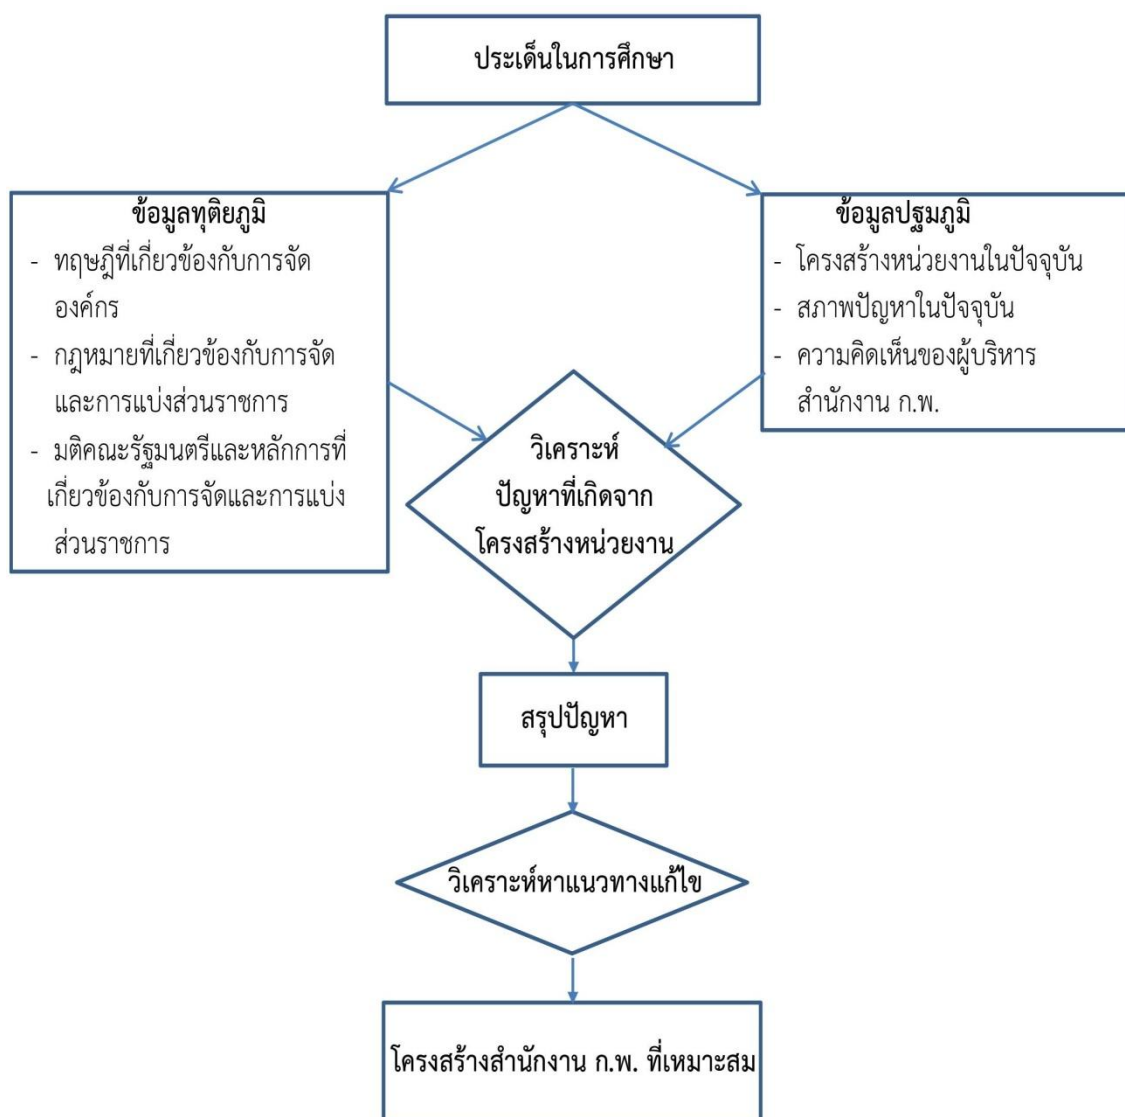 ประเด็นในการศึกษา
ข้อมูลทุติยภูมิ
- ทฤษฎีที่เกี่ยวข้องกับการจัด
องค์กร
- กฎหมายที่เกี่ยวข้องกับการจัด
และการแบ่งส่วนราชการ
- มติคณะรัฐมนตรีและหลักการที่
เกี่ยวข้องกับการจัดและการแบ่ง
ส่วนราชการ
ข้อมูลปฐมภูมิ
- โครงสร้างหน่วยงานในปัจจุบัน
- สภาพปัญหาในปัจจุบัน
- ความคิดเห็นของผู้บริหาร
สำนักงาน ก.พ.
วิเคราะห์
ปัญหาที่เกิดจาก
โครงสร้างหน่วยงาน
สรุปปัญหา
วิเคราะห์หาแนวทางแก้ไข
โครงสร้างสำนักงาน ก.พ. ที่เหมาะสม